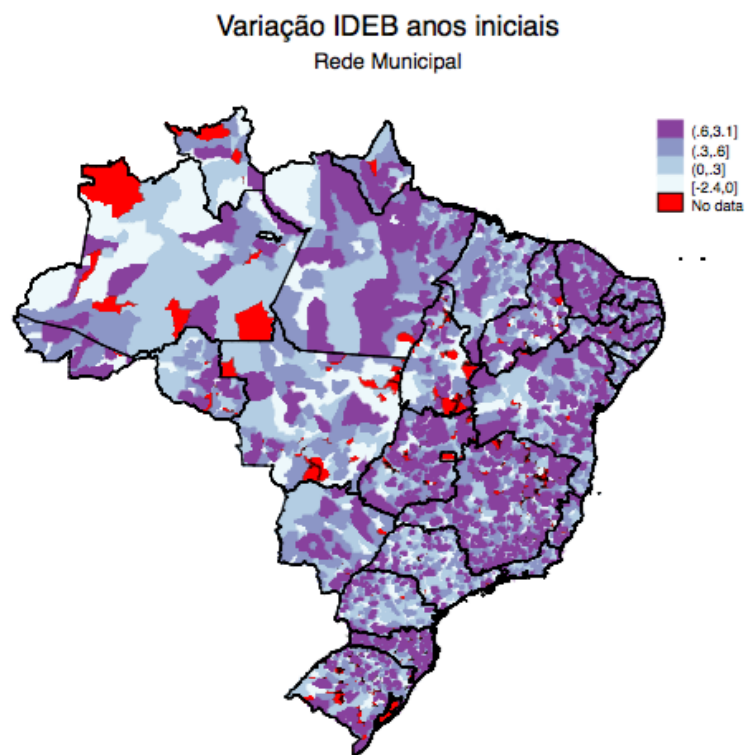 Variação IDEB anos iniciais
Rede Municipal
(.6,3.1]
(.3,.6]
(0,.3]
[-2.4,0]
No data